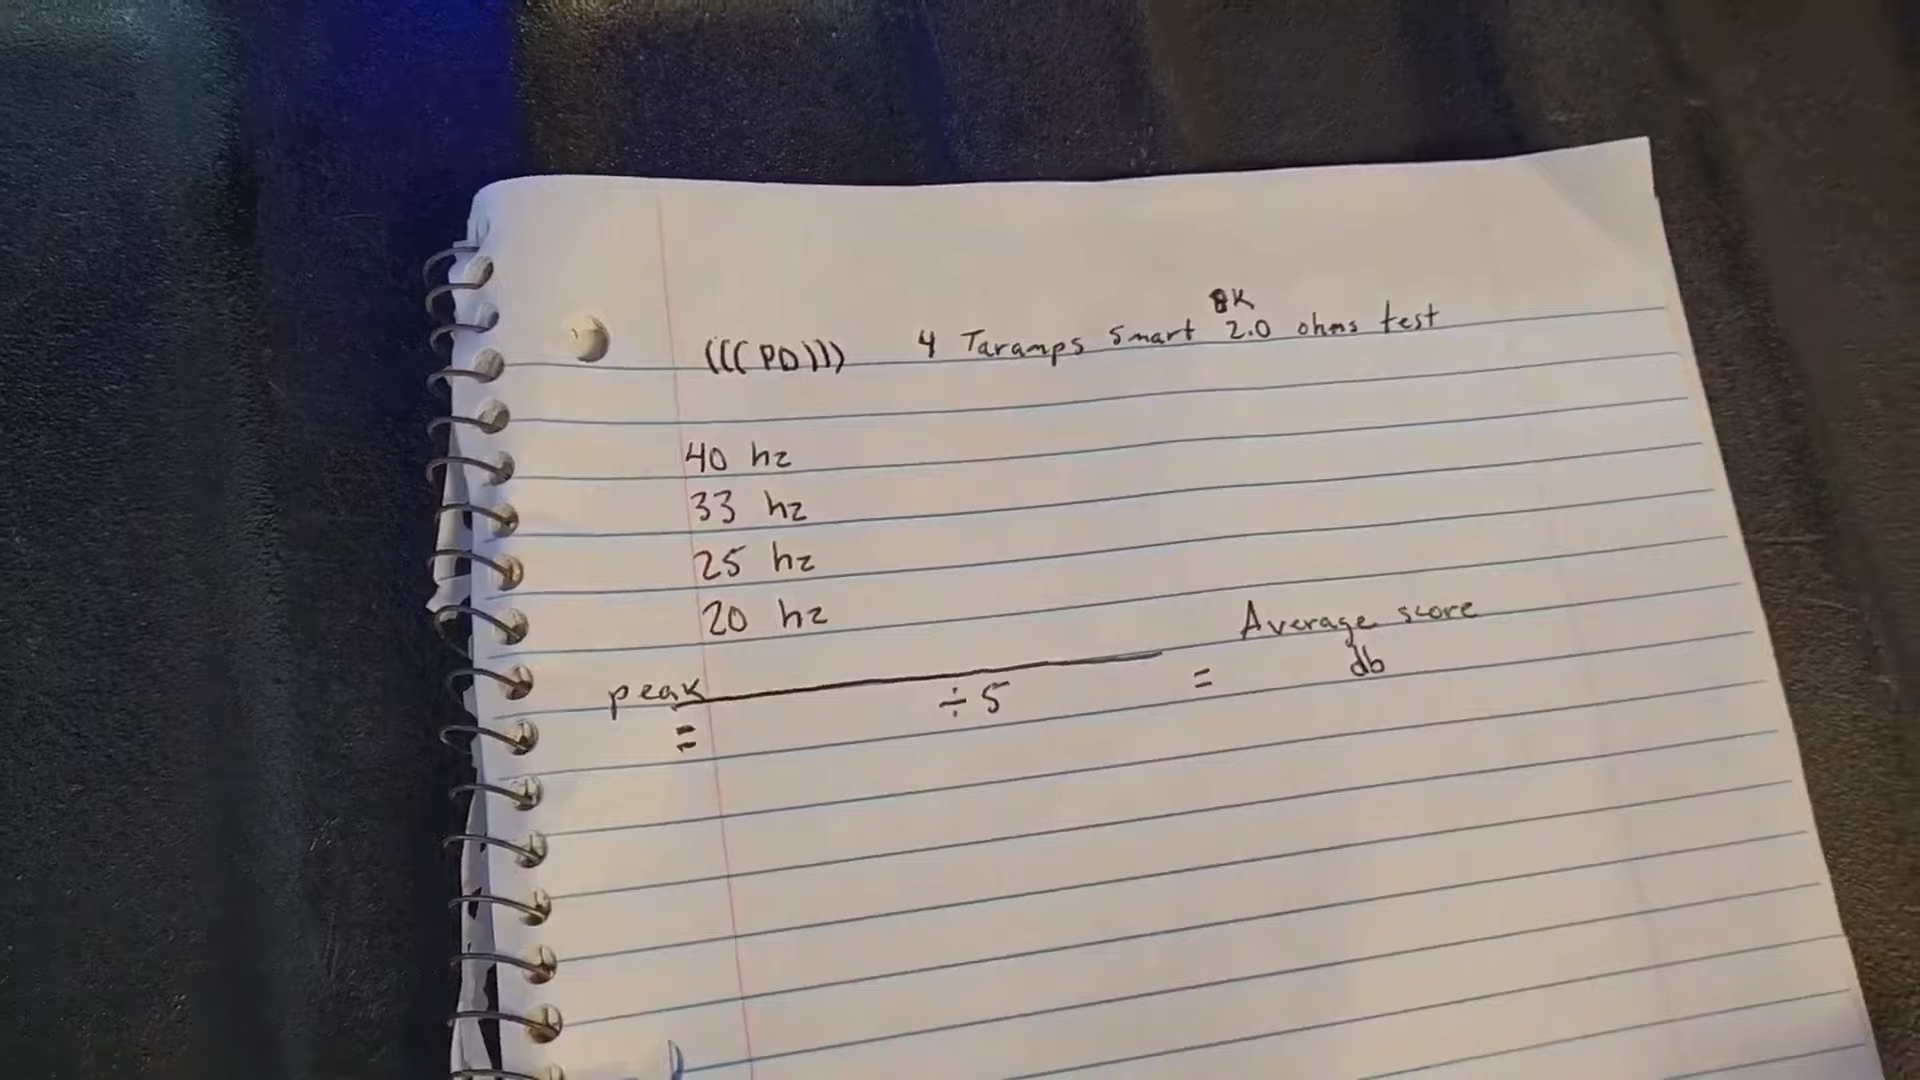 (((PD))) 4 Taramps Smart 8K 2.0 ohms test
40 hz
33 hz
25 hz
20 hz
peak ÷5 = Average score db
=